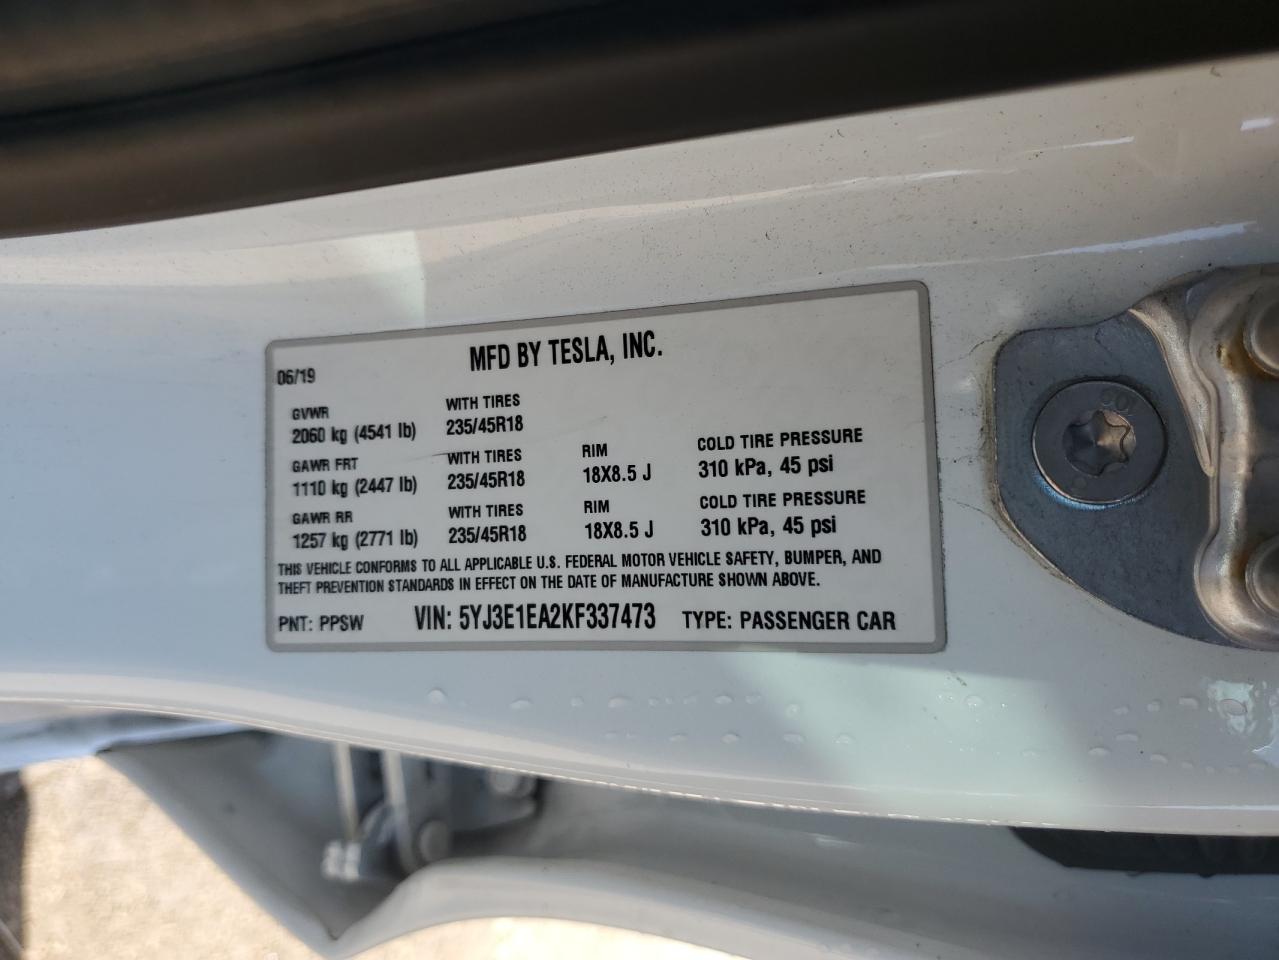 MFD BY TESLA, INC.
06/19
GVWR WITH TIRES
2060 kg (4541 lb) 235/45R18
GAWR FRT WITH TIRES RIM COLD TIRE PRESSURE
1110 kg (2447 lb) 235/45R18 18X8.5 J 310 kPa, 45 psi
GAWR RR WITH TIRES RIM COLD TIRE PRESSURE
1257 kg (2771 lb) 235/45R18 18X8.5 J 310 kPa, 45 psi
THIS VEHICLE CONFORMS TO ALL APPLICABLE U.S. FEDERAL MOTOR VEHICLE SAFETY, BUMPER, AND
THEFT PREVENTION STANDARDS IN EFFECT ON THE DATE OF MANUFACTURE SHOWN ABOVE.
PNT: PPSW VIN: 5YJ3E1EA2KF337473 TYPE: PASSENGER CAR